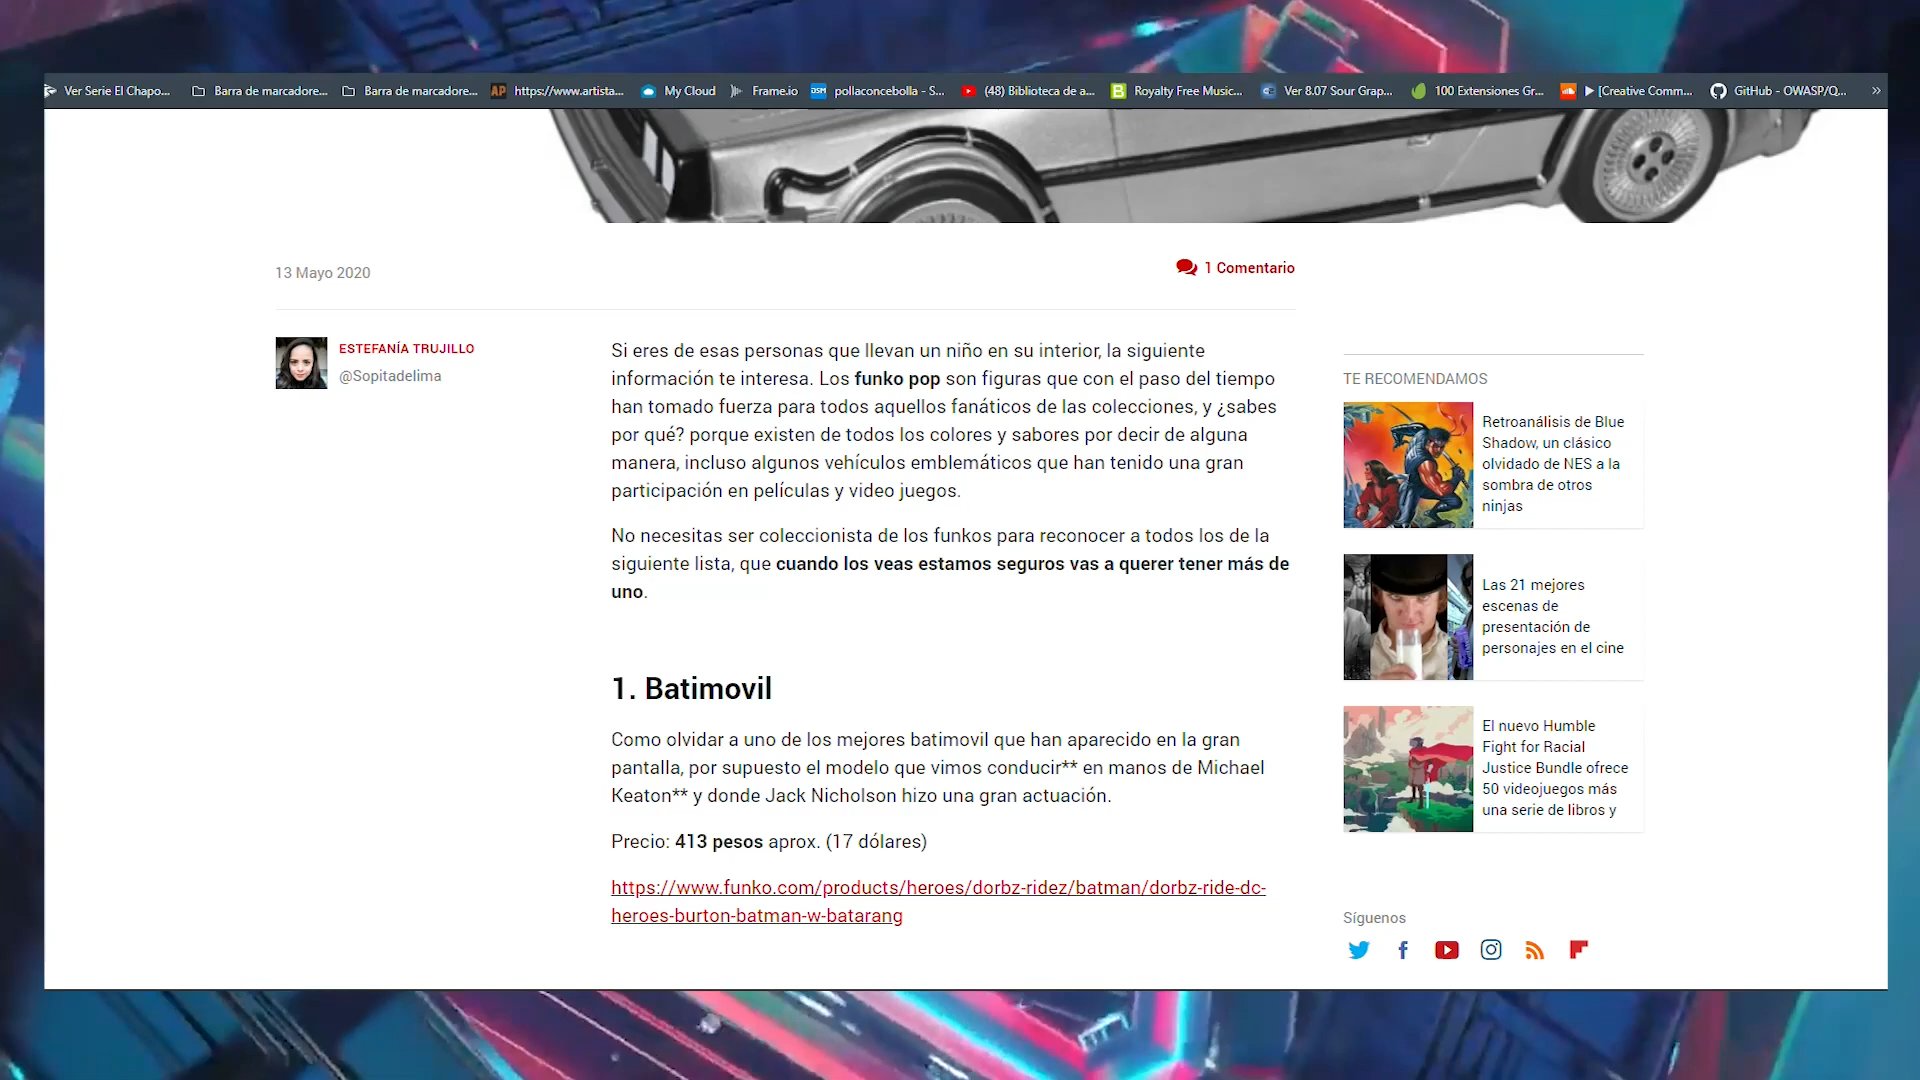 Ver Serie El Chapo...
Barra de marcadore...
Barra de marcadore...
AP https://www.artista...
My Cloud
Frame.io
DSM pollaconcebolla - S...
(48) Biblioteca de a...
B Royalty Free Music...
Ver 8.07 Sour Grap...
100 Extensiones Gr...
▶ [Creative Comm...
GitHub - OWASP/Q...
»
13 Mayo 2020
1 Comentario
ESTEFANÍA TRUJILLO
@Sopitadelima
Si eres de esas personas que llevan un niño en su interior, la siguiente
información te interesa. Los funko pop son figuras que con el paso del tiempo
han tomado fuerza para todos aquellos fanáticos de las colecciones, y ¿sabes
por qué? porque existen de todos los colores y sabores por decir de alguna
manera, incluso algunos vehículos emblemáticos que han tenido una gran
participación en películas y video juegos.
No necesitas ser coleccionista de los funkos para reconocer a todos los de la
siguiente lista, que cuando los veas estamos seguros vas a querer tener más de
uno.
1. Batimovil
Como olvidar a uno de los mejores batimovil que han aparecido en la gran
pantalla, por supuesto el modelo que vimos conducir** en manos de Michael
Keaton** y donde Jack Nicholson hizo una gran actuación.
Precio: 413 pesos aprox. (17 dólares)
https://www.funko.com/products/heroes/dorbz-ridez/batman/dorbz-ride-dc-
heroes-burton-batman-w-batarang
TE RECOMENDAMOS
Retroanálisis de Blue
Shadow, un clásico
olvidado de NES a la
sombra de otros
ninjas
Las 21 mejores
escenas de
presentación de
personajes en el cine
El nuevo Humble
Fight for Racial
Justice Bundle ofrece
50 videojuegos más
una serie de libros y
Síguenos